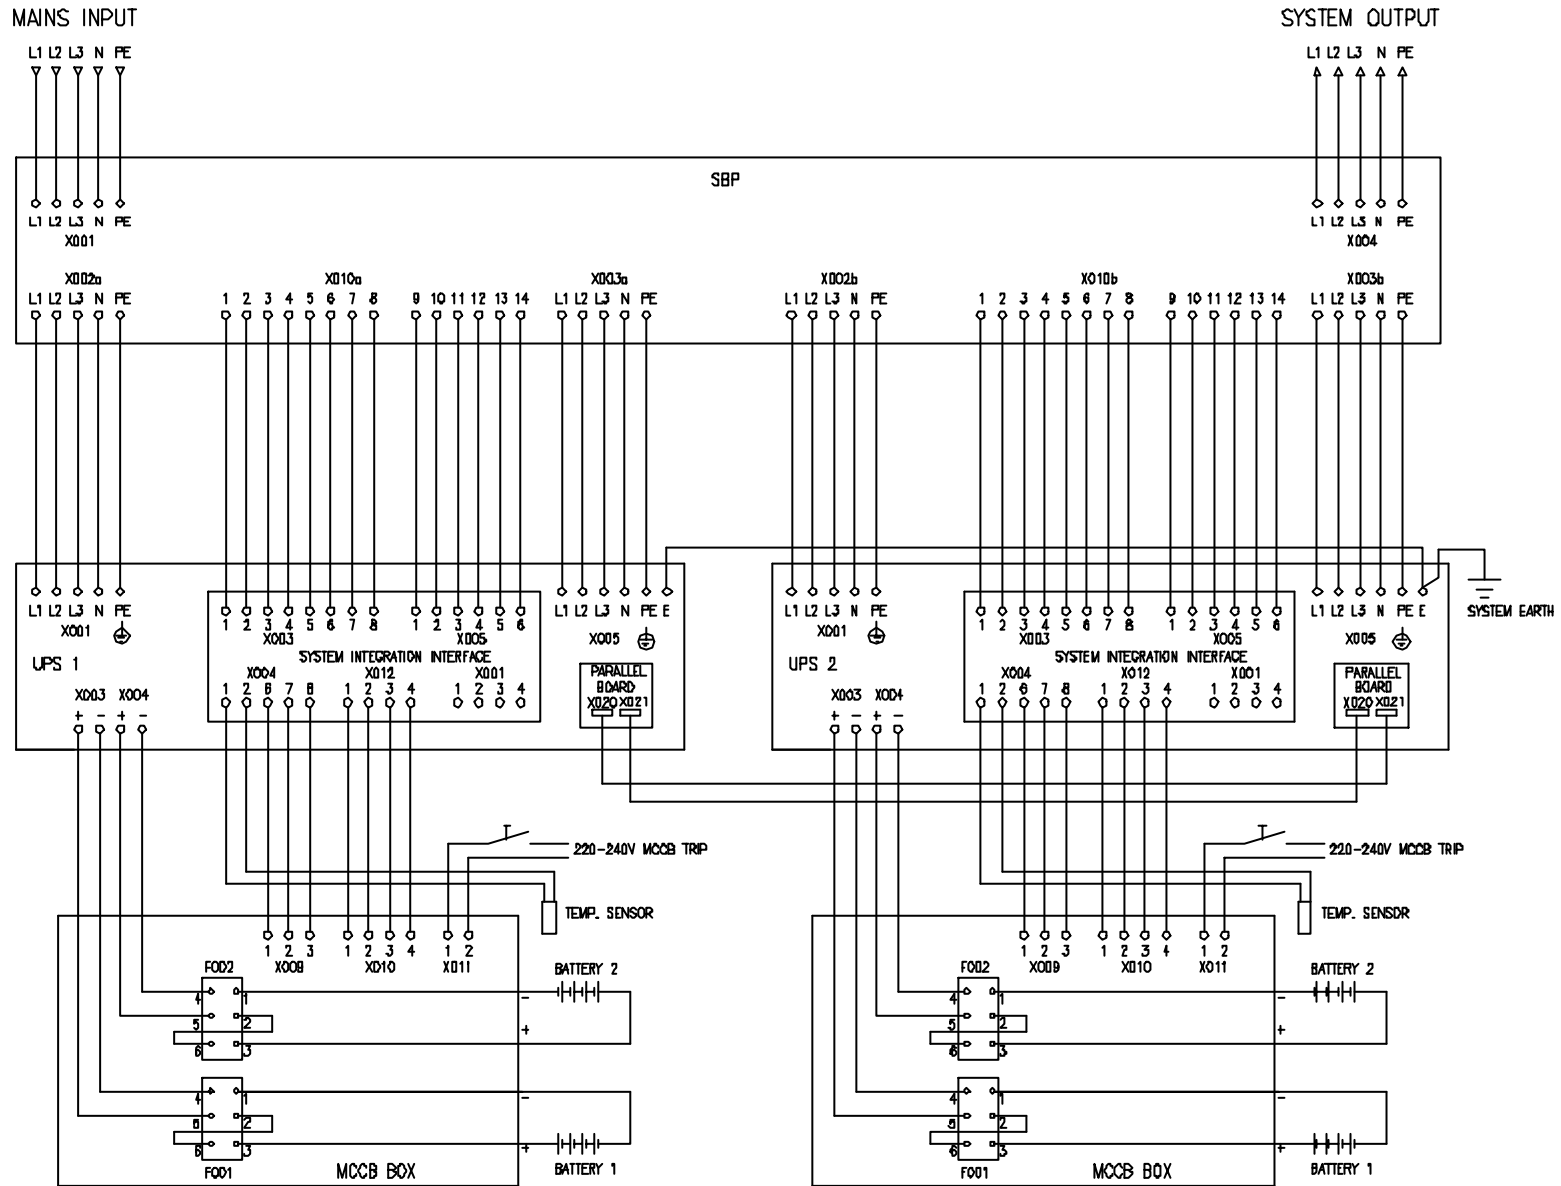 MAINS INPUT SYSTEM OUTPUT
L1 L2 L3 N PE L1 L2 L3 N PE
SBP
L1 L2 L3 N PE L1 L2 L3 N PE
X001 X004
X002a X010a X003a X002b X010b X003b
L1 L2 L3 N PE 1 2 3 4 5 6 7 8 9 10 11 12 13 14 L1 L2 L3 N PE L1 L2 L3 N PE 1 2 3 4 5 6 7 8 9 10 11 12 13 14 L1 L2 L3 N PE
L1 L2 L3 N PE 1 2 3 4 5 6 7 8 1 2 3 4 5 6 L1 L2 L3 N PE E L1 L2 L3 N PE 1 2 3 4 5 6 7 8 1 2 3 4 5 6 L1 L2 L3 N PE E SYSTEM EARTH
X001 X003 X005 X005 X001 X003 X005 X005
UPS 1 SYSTEM INTEGRATION INTERFACE UPS 2 SYSTEM INTEGRATION INTERFACE
X004 X012 X001 PARALLEL X004 X012 X001 PARALLEL
BOARD BOARD
X003 X004 1 2 6 7 8 1 2 3 4 1 2 3 4 X020 X021 X003 X004 1 2 6 7 8 1 2 3 4 1 2 3 4 X020 X021
+ - + - + - + -
220-240V MCCB TRIP 220-240V MCCB TRIP
TEMP. SENSOR TEMP. SENSOR
1 2 3 1 2 3 4 1 2 1 2 3 1 2 3 4 1 2
X009 X010 X011 X009 X010 X011
F002 BATTERY 2 F002 BATTERY 2
4 1 - 4 1 -
5 2 + 5 2 +
6 3 6 3
4 1 - 4 1 -
5 2 5 2
6 3 + 6 3 +
F001 MCCB BOX BATTERY 1 F001 MCCB BOX BATTERY 1